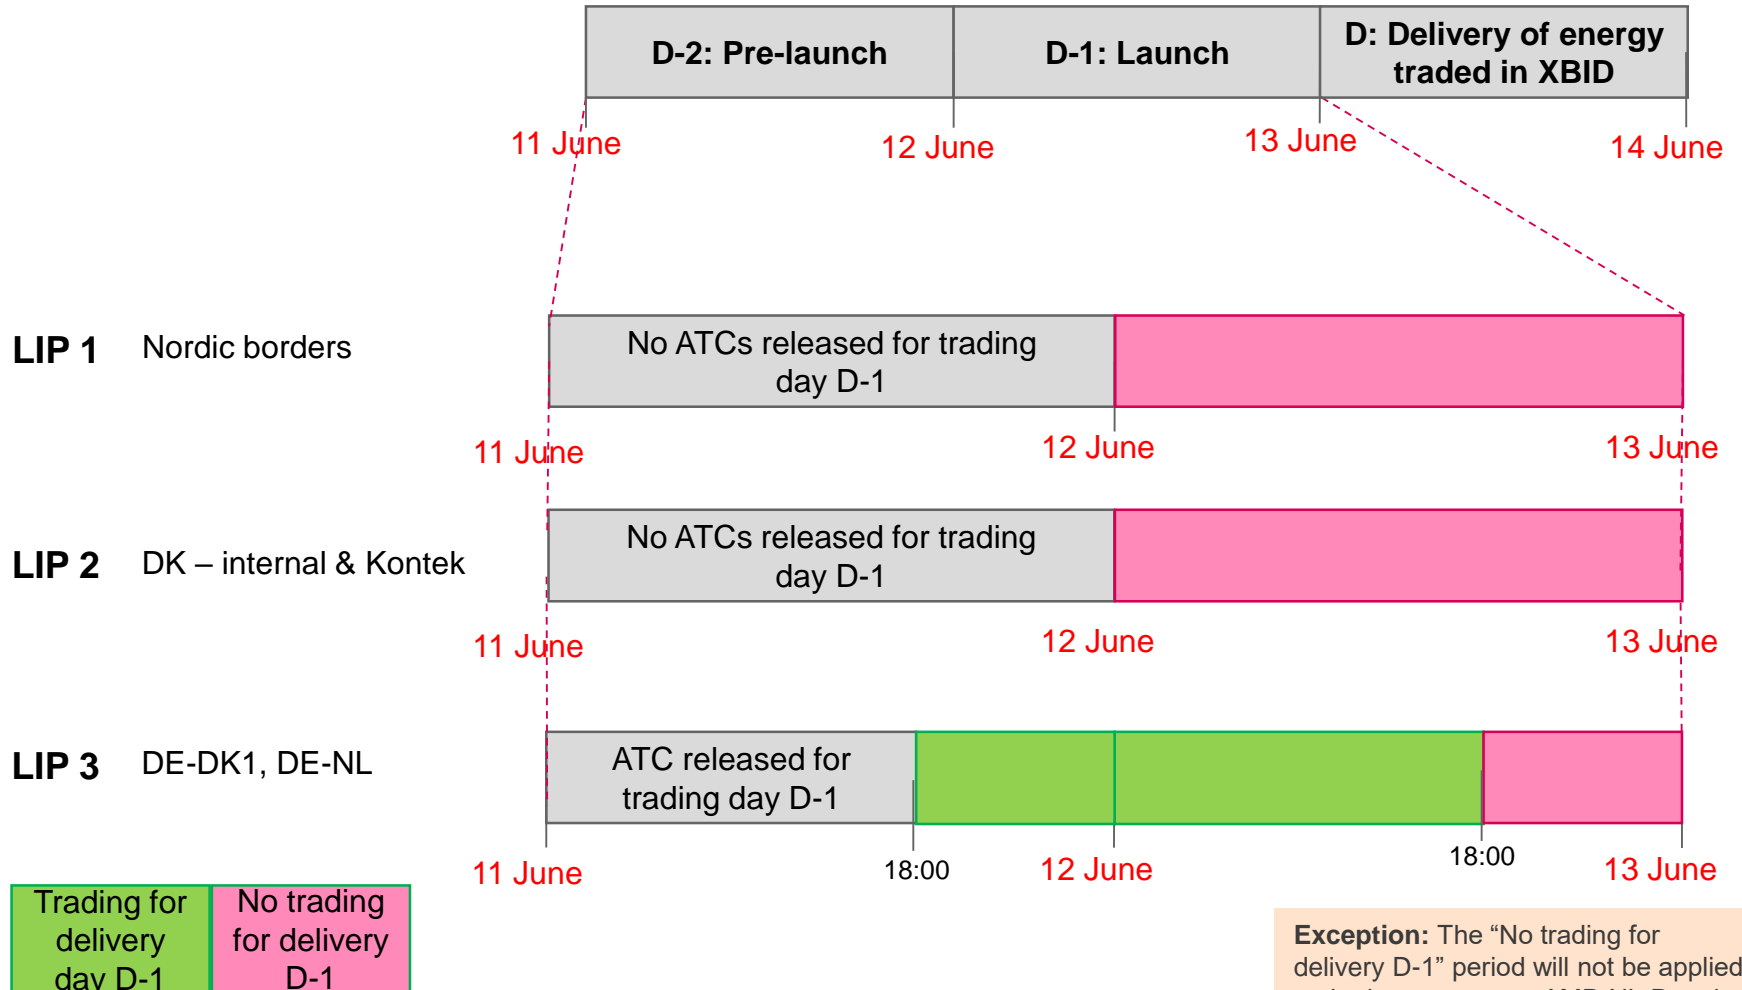 D-2: Pre-launch
D-1: Launch
D: Delivery of energy
traded in XBID
11 June
12 June
13 June
14 June
LIP 1
Nordic borders
No ATCs released for trading
day D-1
11 June
12 June
13 June
LIP 2
DK – internal & Kontek
No ATCs released for trading
day D-1
11 June
12 June
13 June
LIP 3
DE-DK1, DE-NL
ATC released for
trading day D-1
11 June
18:00
12 June
18:00
13 June
Trading for
delivery
day D-1
No trading
for delivery
D-1
Exception: The “No trading for
delivery D-1” period will not be applied